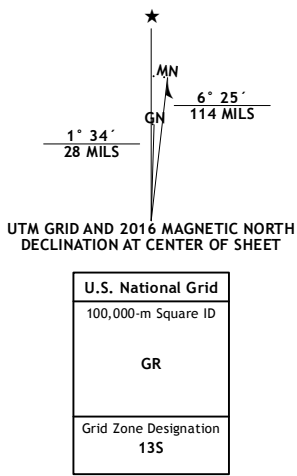 ★
MN
GN
6° 25´
114 MILS
1° 34´
28 MILS
UTM GRID AND 2016 MAGNETIC NORTH
DECLINATION AT CENTER OF SHEET
U.S. National Grid
100,000-m Square ID
GR
Grid Zone Designation
13S